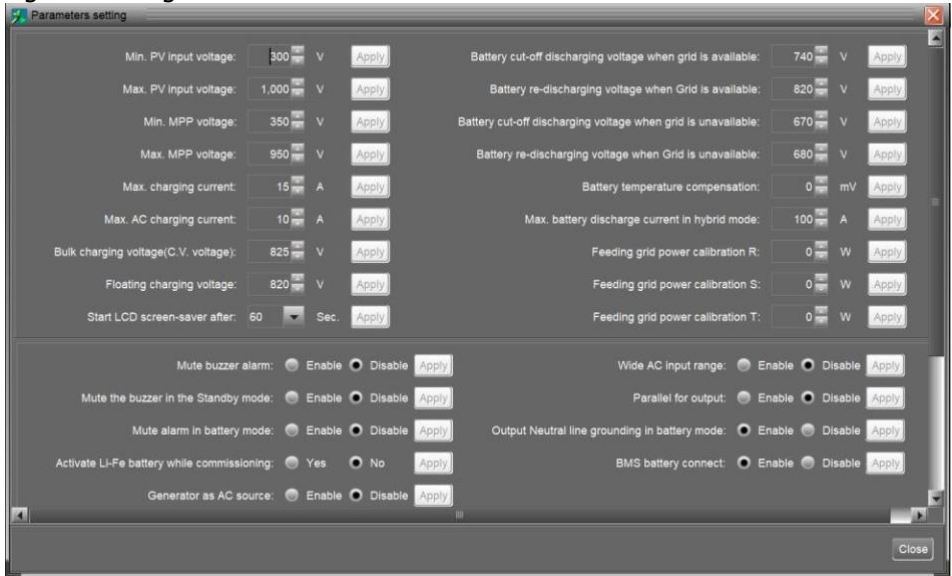 Parameters setting
Min. PV input voltage: 300 V Apply Battery cut-off discharging voltage when grid is available: 740 V Apply
Max. PV input voltage: 1,000 V Apply Battery re-discharging voltage when Grid is available: 820 V Apply
Min. MPP voltage: 350 V Apply Battery cut-off discharging voltage when grid is unavailable: 670 V Apply
Max. MPP voltage: 950 V Apply Battery re-discharging voltage when Grid is unavailable: 680 V Apply
Max. charging current: 15 A Apply Battery temperature compensation: 0 mV Apply
Max. AC charging current: 10 A Apply Max. battery discharge current in hybrid mode: 100 A Apply
Bulk charging voltage(C.V. voltage): 825 V Apply Feeding grid power calibration R: 0 W Apply
Floating charging voltage: 820 V Apply Feeding grid power calibration S: 0 W Apply
Start LCD screen-saver after: 60 Sec. Apply Feeding grid power calibration T: 0 W Apply
Mute buzzer alarm: Enable Disable Apply Wide AC input range: Enable Disable Apply
Mute the buzzer in the Standby mode: Enable Disable Apply Parallel for output: Enable Disable Apply
Mute alarm in battery mode: Enable Disable Apply Output Neutral line grounding in battery mode: Enable Disable Apply
Activate Li-Fe battery while commissioning: Yes No Apply BMS battery connect: Enable Disable Apply
Generator as AC source: Enable Disable Apply
Close